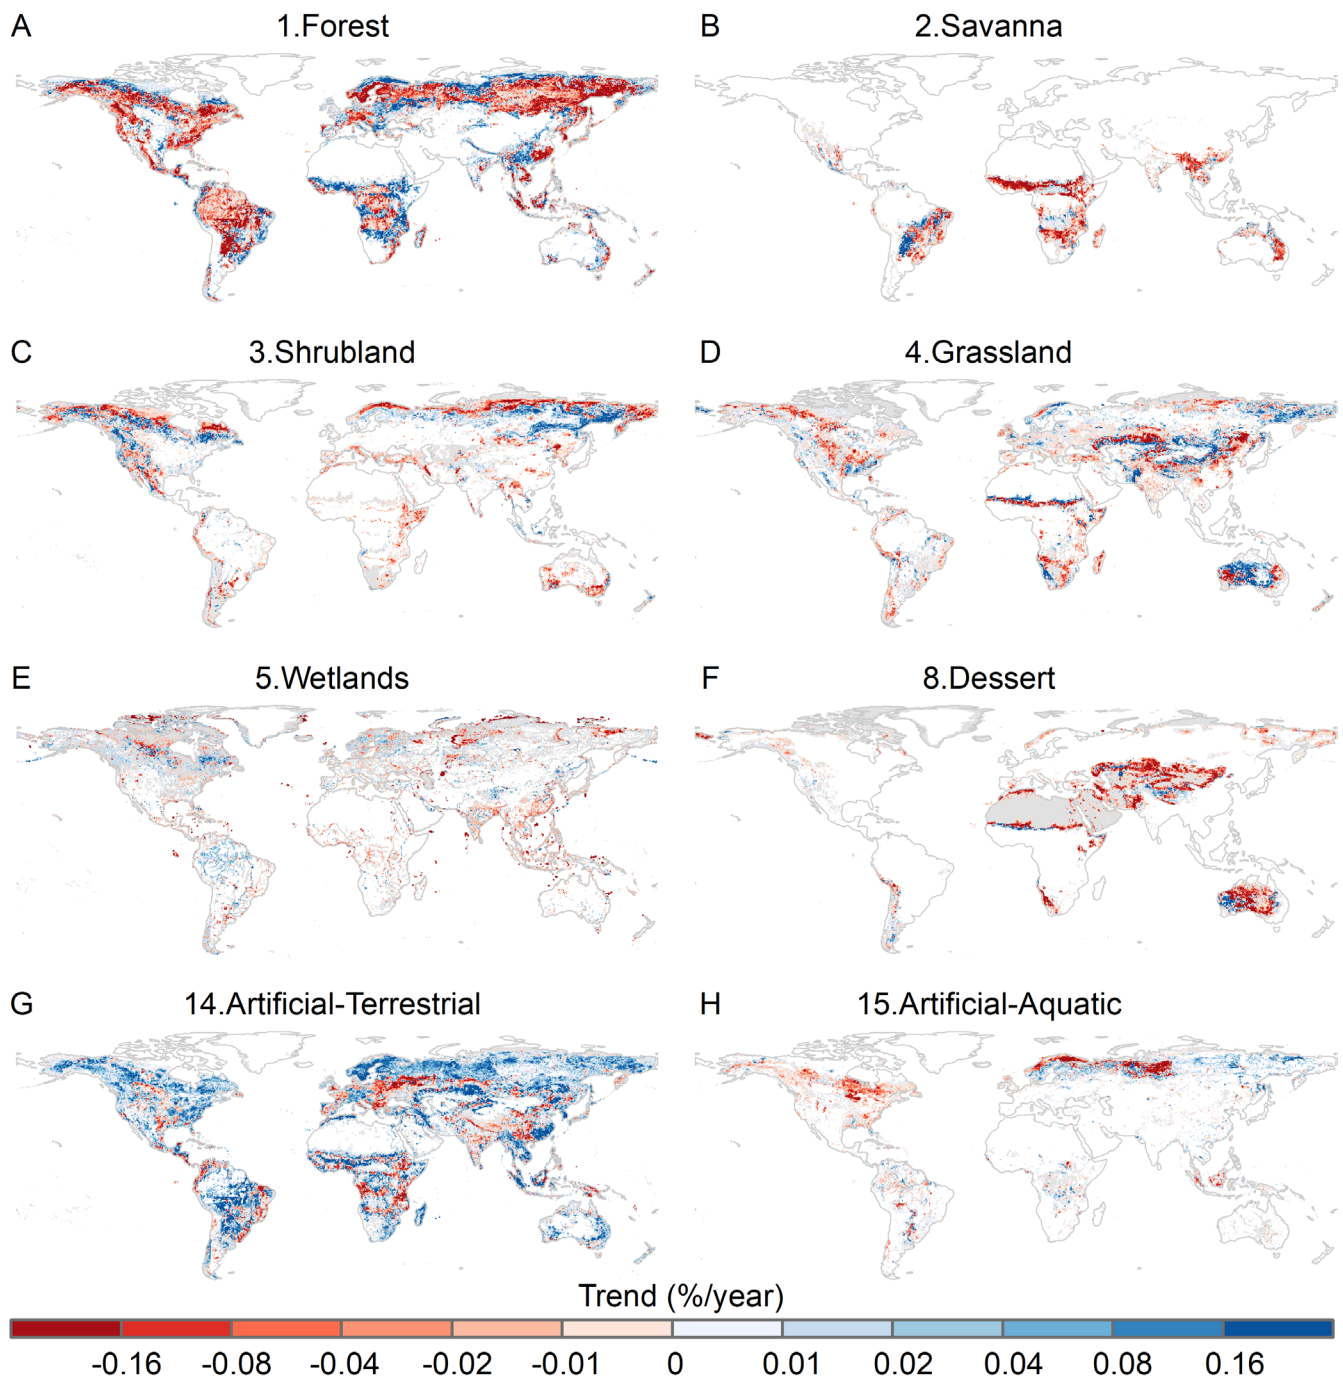 A 1.Forest
B 2.Savanna
C 3.Shrubland
D 4.Grassland
E 5.Wetlands
F 8.Dessert
G 14.Artificial-Terrestrial
H 15.Artificial-Aquatic
Trend (%/year)
-0.16 -0.08 -0.04 -0.02 -0.01 0 0.01 0.02 0.04 0.08 0.16